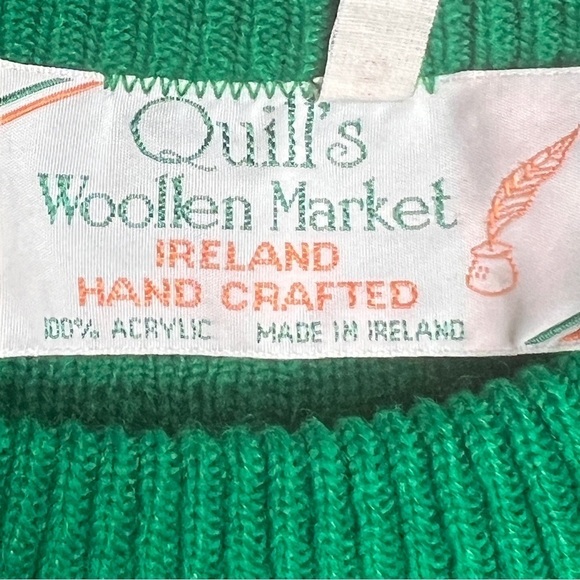 Quill's
Woollen Market
IRELAND
HAND CRAFTED
100% ACRYLIC MADE IN IRELAND